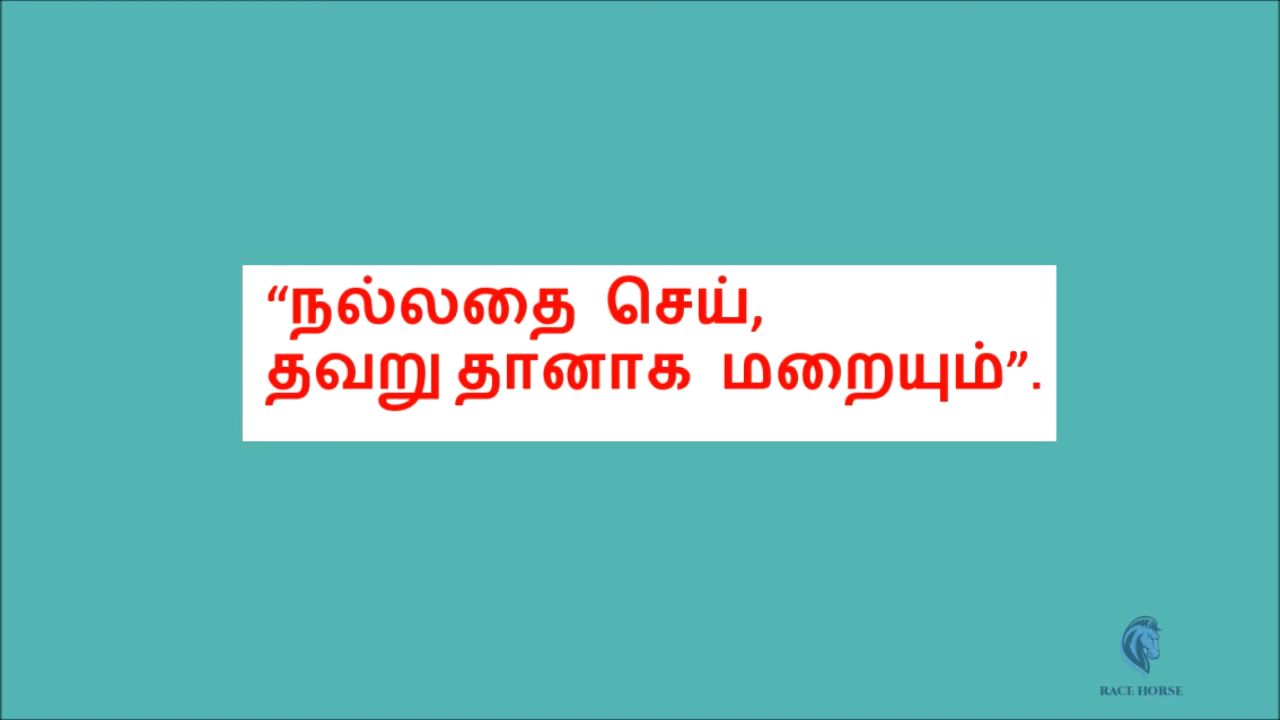 “நல்லதை செய்,
தவறு தானாக மறையும்”.
RACE HORSE